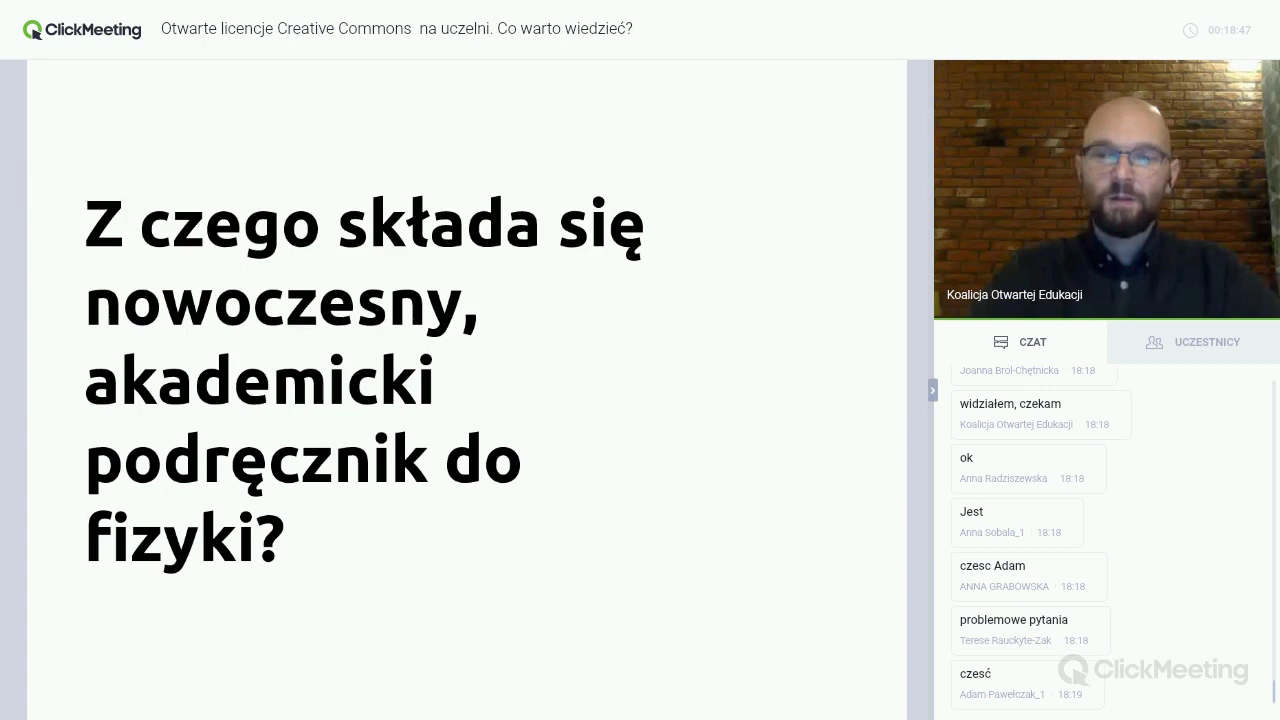 ClickMeeting
Otwarte licencje Creative Commons na uczelni. Co warto wiedzieć?
00:18:47
Z czego składa się
nowoczesny,
akademicki
podręcznik do
fizyki?
Koalicja Otwartej Edukacji
CZAT
UCZESTNICY
Joanna Brol-Chętnicka 18:18
widziałem, czekam
Koalicja Otwartej Edukacji 18:18
ok
Anna Radziszewska 18:18
Jest
Anna Sobala_1 18:18
czesc Adam
ANNA GRABOWSKA 18:18
problemowe pytania
Terese Rauckyte-Zak 18:18
czesć
Adam Pawełczak_1 18:19
ClickMeeting